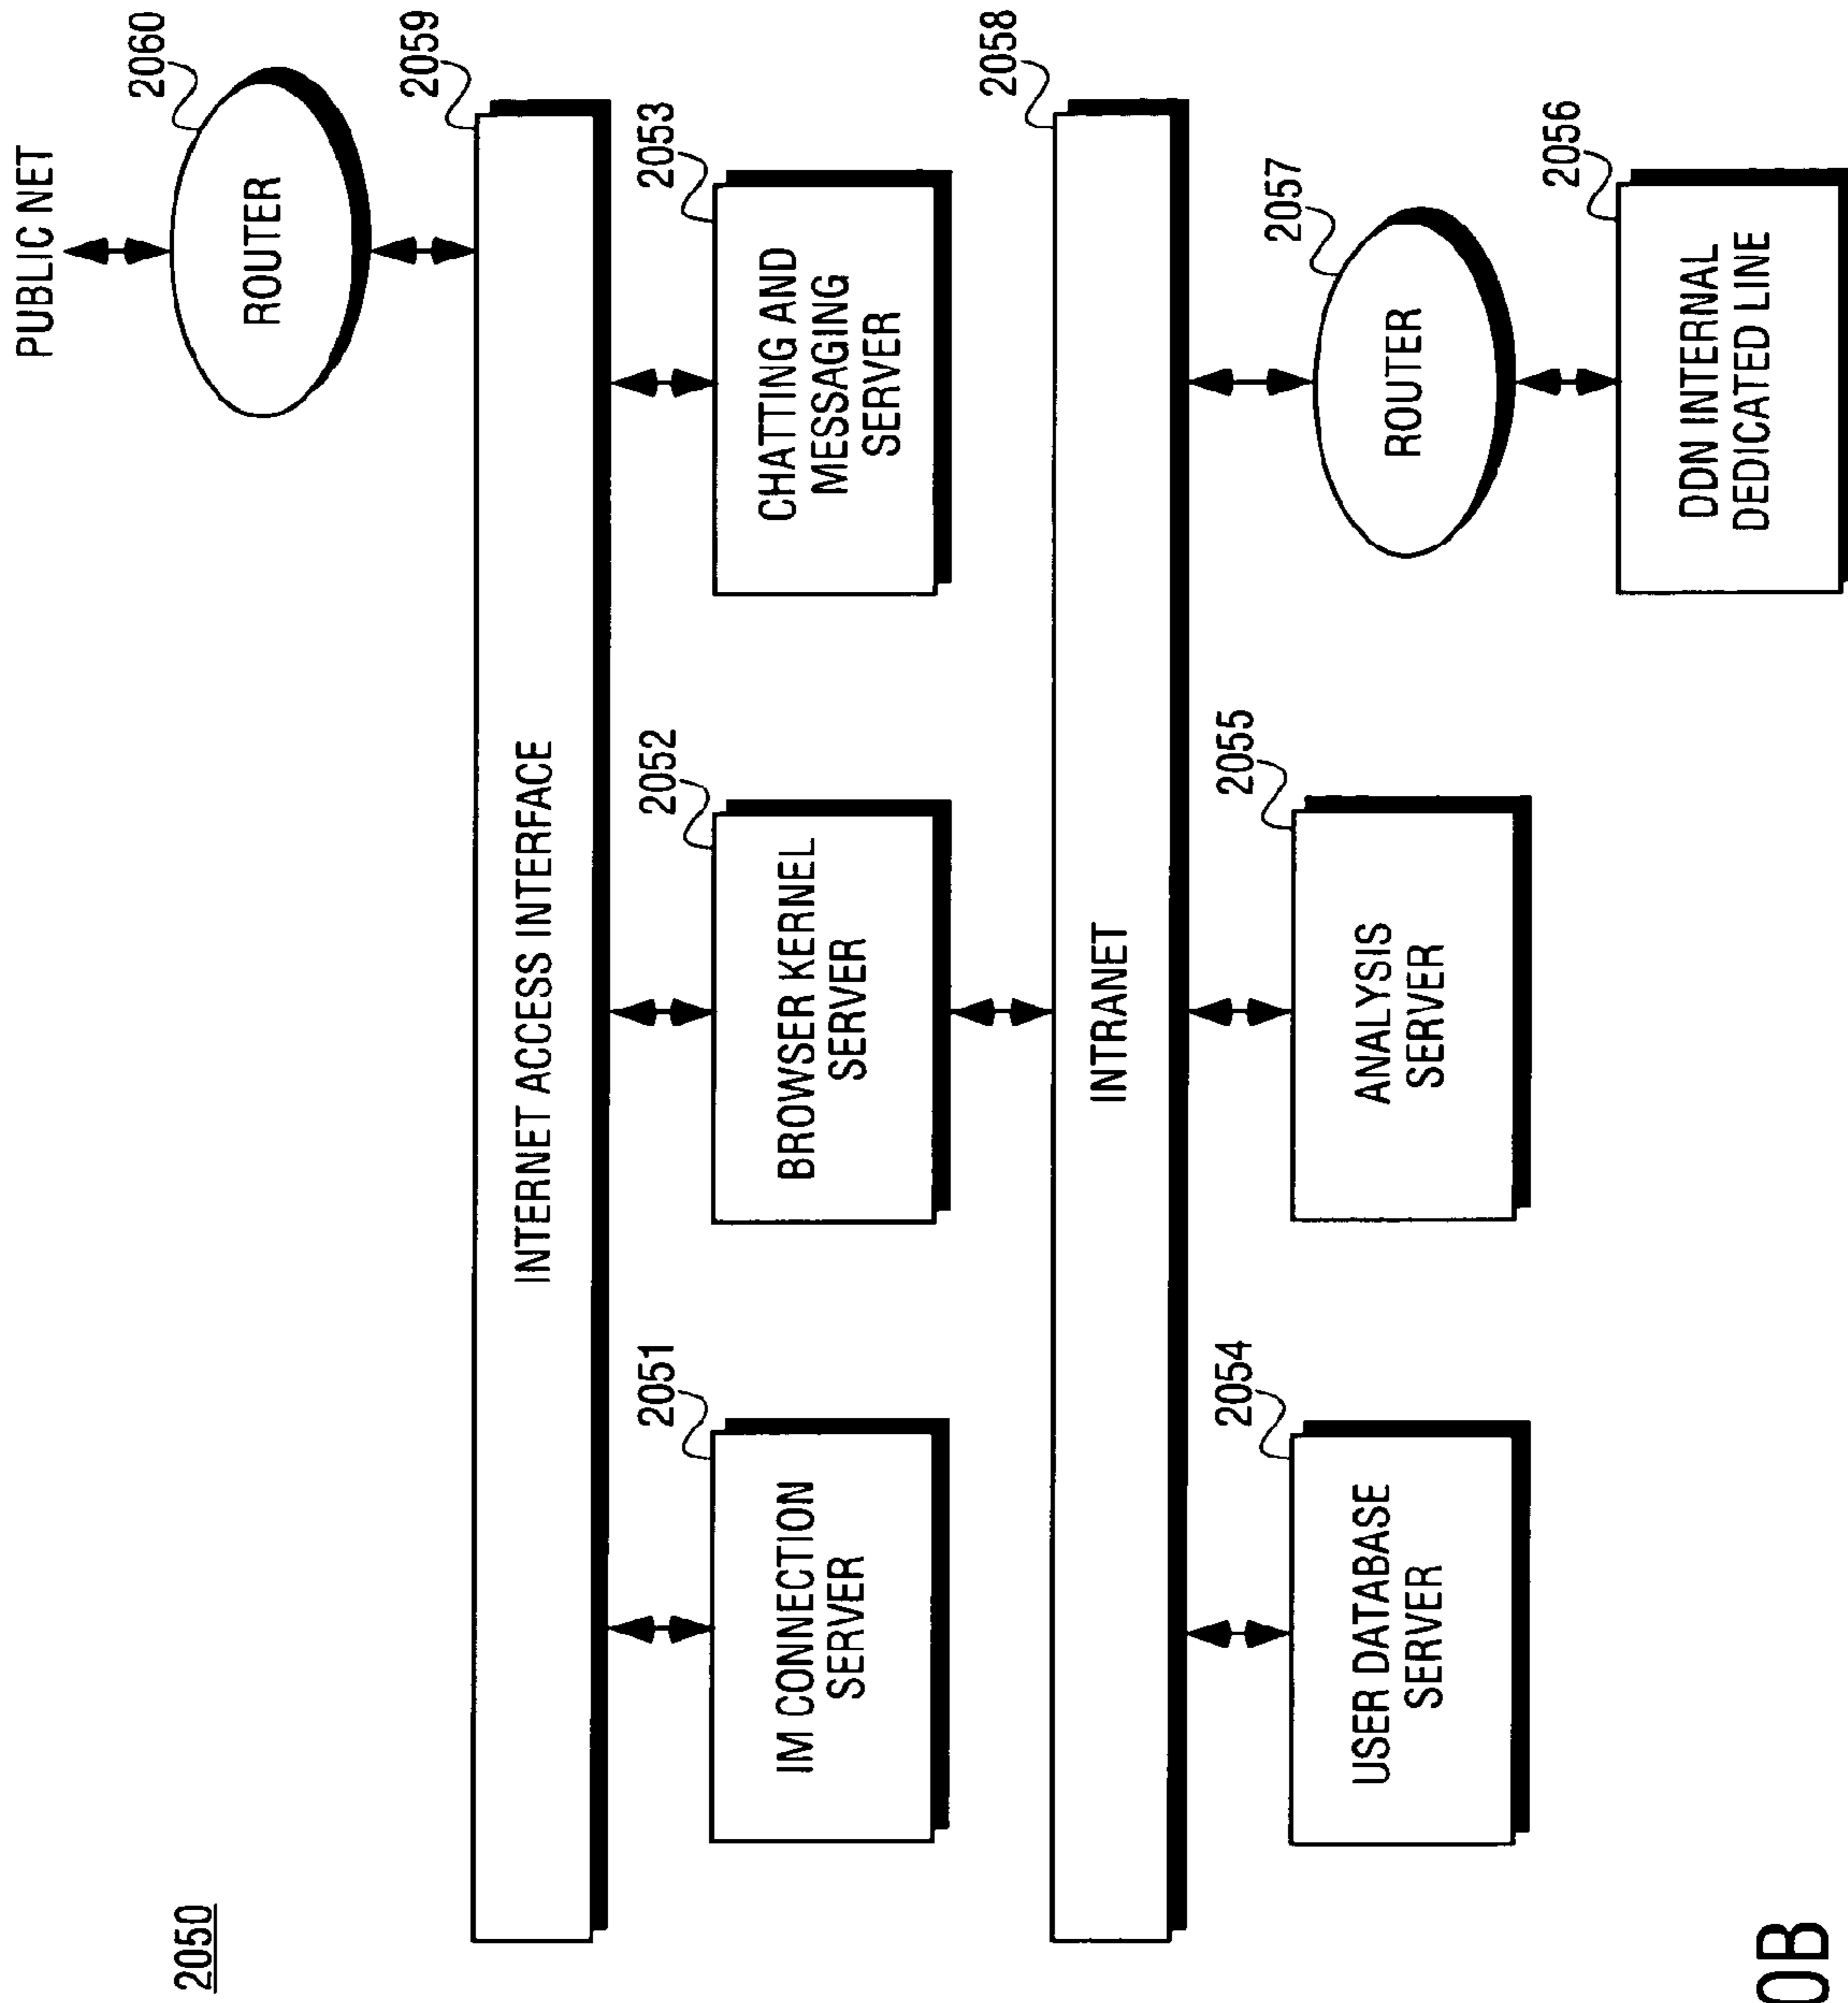 2050
PUBLIC NET
2060
ROUTER
2059
INTERNET ACCESS INTERFACE
2051
IM CONNECTION
SERVER
2052
BROWSER KERNEL
SERVER
2053
CHATTING AND
MESSAGING
SERVER
2058
INTRANET
2054
USER DATABASE
SERVER
2055
ANALYSIS
SERVER
2057
ROUTER
2056
DDN INTERNAL
DEDICATED LINE
0B